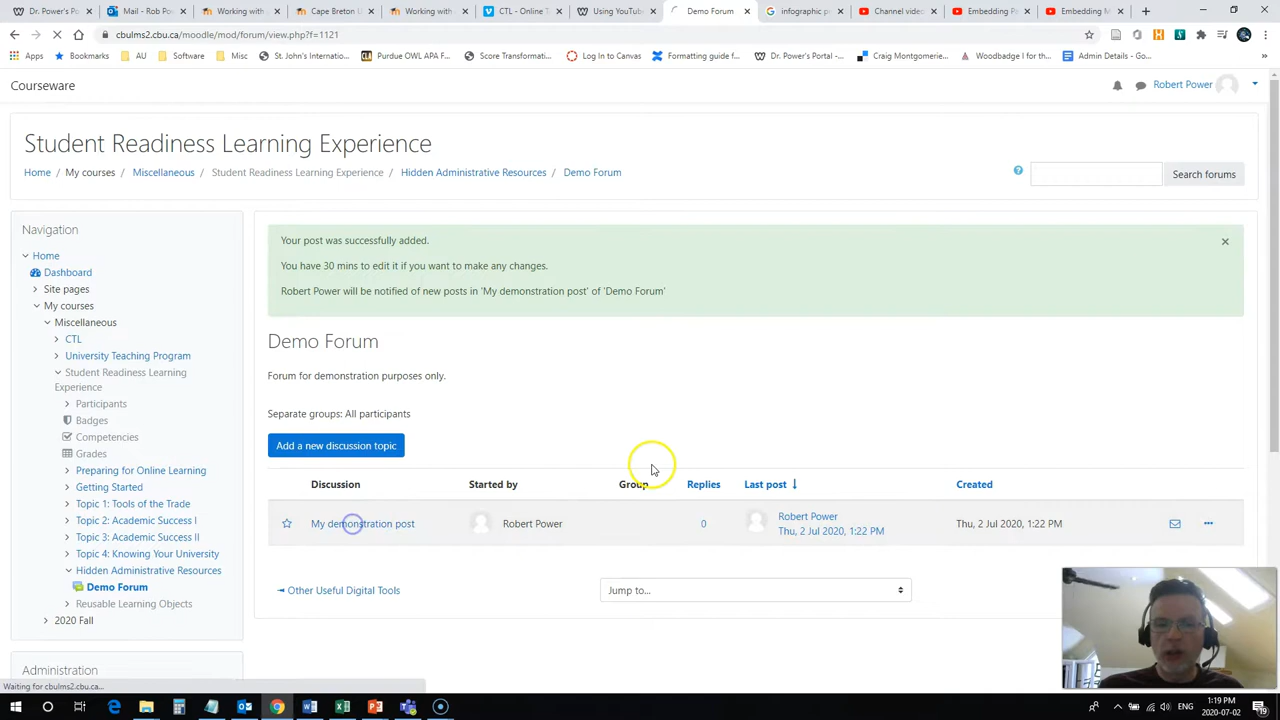 Dr. Power's Po
Mail - Rob Po
Working with
Cape Breton U
Working with
CTL - Online T
Using YouTube
Demo Forum
infographic p
Channel video
Embedding P
Embedding M
cbulms2.cbu.ca/moodle/mod/forum/view.php?f=1121
Apps
Bookmarks
AU
Software
Misc
St. John's Internatio...
Purdue OWL APA F...
Score Transformati...
Log In to Canvas
Formatting guide f...
Dr. Power's Portal...
Craig Montgomerie...
Woodbadge I for th...
Admin Details - Go...
Courseware
Robert Power
Student Readiness Learning Experience
Home / My courses / Miscellaneous / Student Readiness Learning Experience / Hidden Administrative Resources / Demo Forum
Search forums
Navigation
Home
Dashboard
Site pages
My courses
Miscellaneous
CTL
University Teaching Program
Student Readiness Learning
Experience
Participants
Badges
Competencies
Grades
Preparing for Online Learning
Getting Started
Topic 1: Tools of the Trade
Topic 2: Academic Success I
Topic 3: Academic Success II
Topic 4: Knowing Your University
Hidden Administrative Resources
Demo Forum
Reusable Learning Objects
2020 Fall
Administration
Your post was successfully added.
You have 30 mins to edit it if you want to make any changes.
Robert Power will be notified of new posts in 'My demonstration post' of 'Demo Forum'
Demo Forum
Forum for demonstration purposes only.
Separate groups: All participants
Add a new discussion topic
Discussion Started by Group Replies Last post ↓ Created
My demonstration post Robert Power 0 Robert Power Thu, 2 Jul 2020, 1:22 PM
Thu, 2 Jul 2020, 1:22 PM
Other Useful Digital Tools
Jump to...
Waiting for cbulms2.cbu.ca...
ENG
1:19 PM
2020-07-02